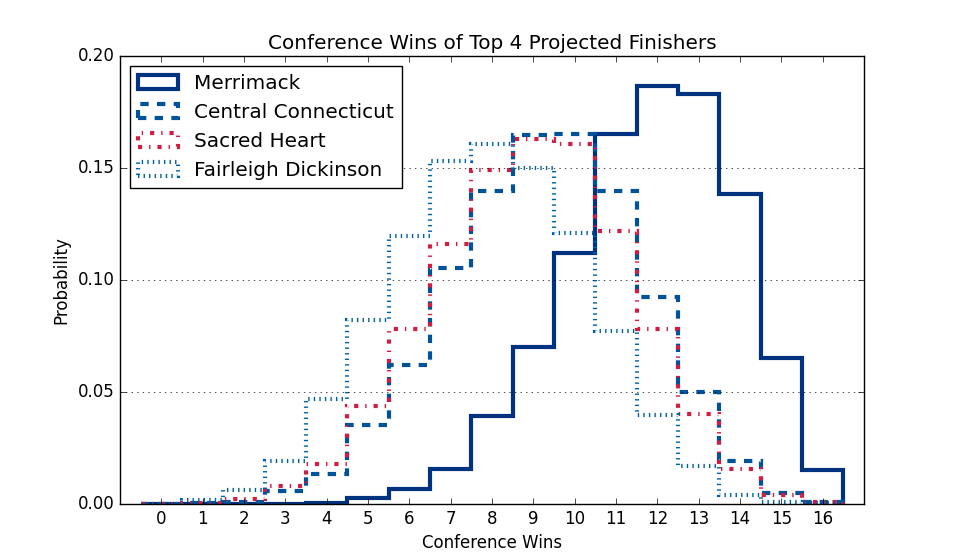 Conference Wins of Top 4 Projected Finishers
0.20
Merrimack
Central Connecticut
Sacred Heart
Fairleigh Dickinson
0.15
0.10
0.05
0.00
Probability
0 1 2 3 4 5 6 7 8 9 10 11 12 13 14 15 16
Conference Wins